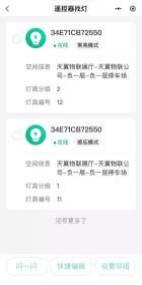 遥控器找灯
34E71CB72550
在线 常亮模式
空间信息 天翼物联展厅-天翼物联公司-负一层-负一层停车场
灯具分组 2
灯具编号 12
34E71CB72550
在线 感应模式
空间信息 天翼物联展厅-天翼物联公司-负一层-负一层停车场
灯具分组 1
灯具编号 11
没有更多了
闪一闪 快捷编辑 设置邻组